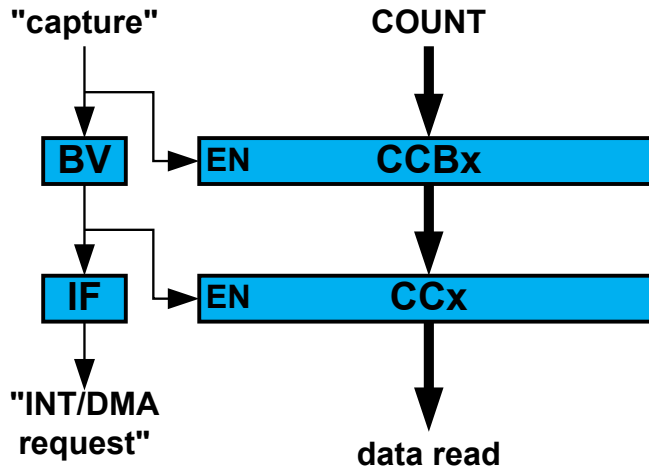 "capture"
COUNT
BV
EN
CCBx
IF
EN
CCx
"INT/DMA
request"
data read